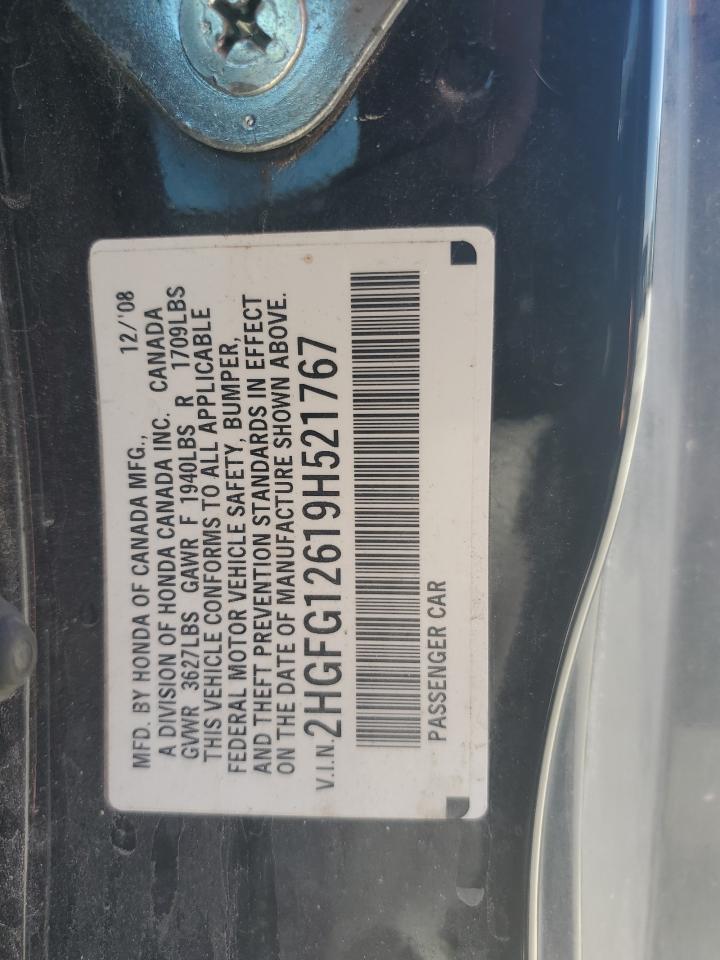 MFD. BY HONDA OF CANADA MFG., 12/'08
A DIVISION OF HONDA CANADA INC. CANADA
GVWR 3627LBS GAWR F 1940LBS R 1709LBS
THIS VEHICLE CONFORMS TO ALL APPLICABLE
FEDERAL MOTOR VEHICLE SAFETY, BUMPER,
AND THEFT PREVENTION STANDARDS IN EFFECT
ON THE DATE OF MANUFACTURE SHOWN ABOVE.
V.I.N. 2HGFG12619H521767
PASSENGER CAR